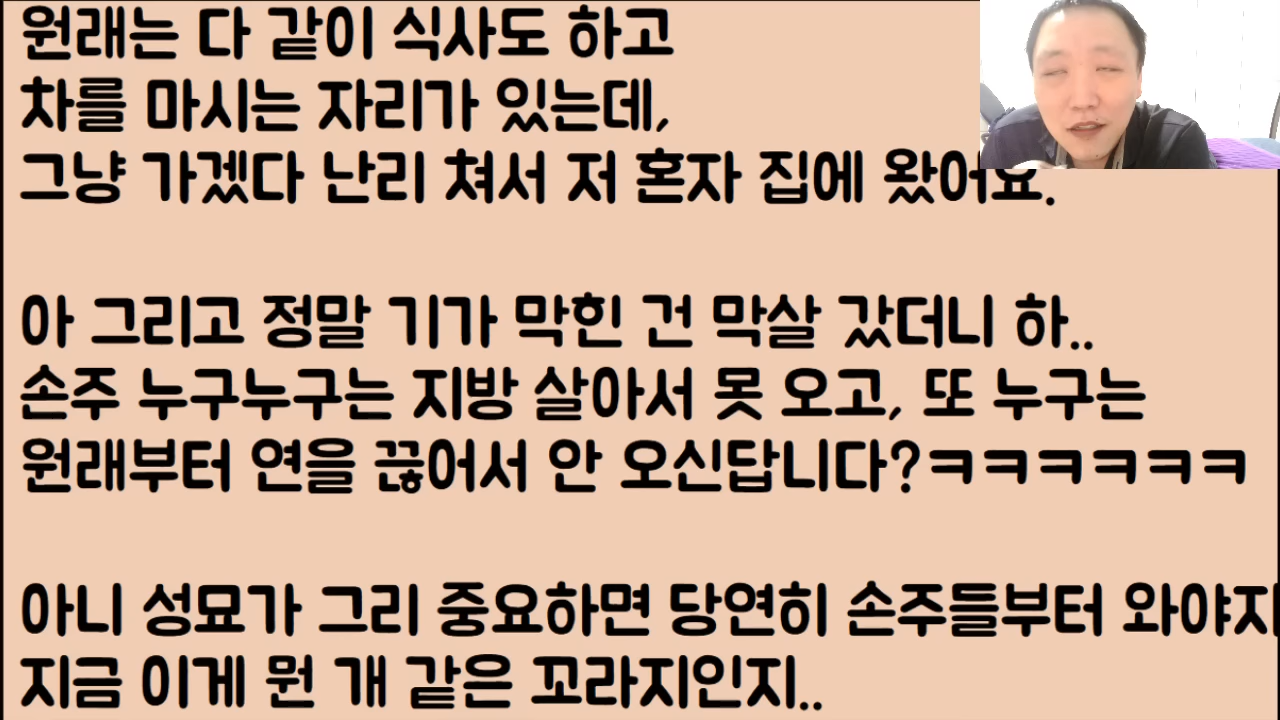 원래는 다 같이 식사도 하고
차를 마시는 자리가 있는데,
그냥 가겠다 난리 쳐서 저 혼자 집에 왔어요.
아 그리고 정말 기가 막힌 건 막살 갔더니 하..
손주 누구누구는 지방 살아서 못 오고, 또 누구는
원래부터 연을 끊어서 안 오신답니다?ㅋㅋㅋㅋㅋㅋ
아니 성묘가 그리 중요하면 당연히 손주들부터 와야지
지금 이게 뭔 개 같은 꼬라지인지..